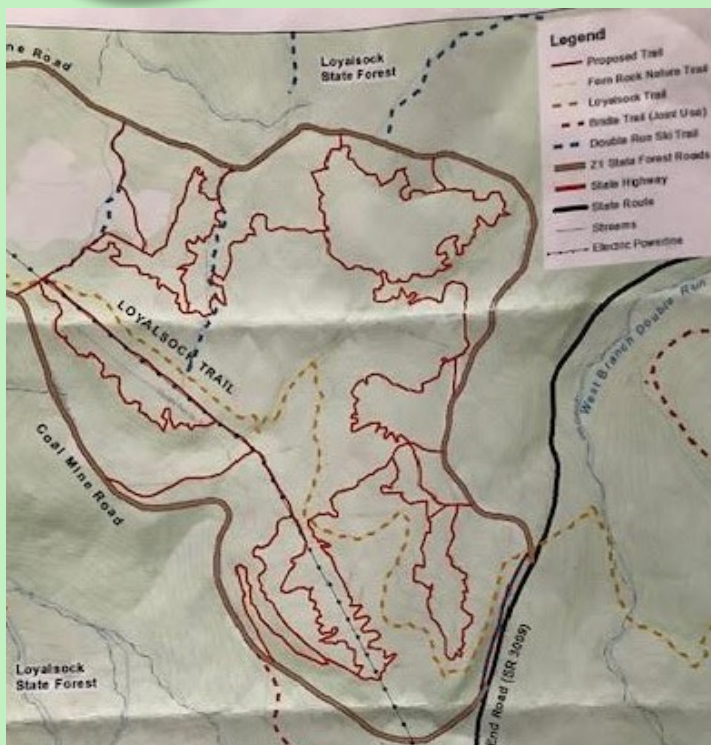 ne Road
Loyalsock
State Forest
Legend
Proposed Trail
Fern Rock Nature Trail
Loyalsock Trail
Bridle Trail (Joint Use)
Double Run Ski Trail
State Forest Roads
State Highway
State Route
Streams
Electric Powerline
LOYALSOCK TRAIL
West Branch Double Run
Coal Mine Road
Loyalsock
State Forest
End Road (SR 3009)